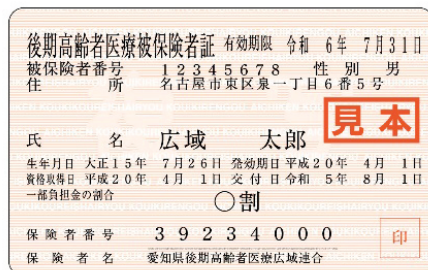 後期高齢者医療被保険者証 有効期限 令和 6年 7月31日
被保険者番号 12345678 性別 男
住所 名古屋市東区泉一丁目6番5号
見本
氏名 広域 太郎
生年月日 大正15年 7月26日 発効期日 平成20年 4月 1日
資格取得日 平成20年 4月 1日 交付日 令和 5年 8月 1日
一部負担金の割合
〇割
保険者番号 39234000
印
保険者名 愛知県後期高齢者医療広域連合